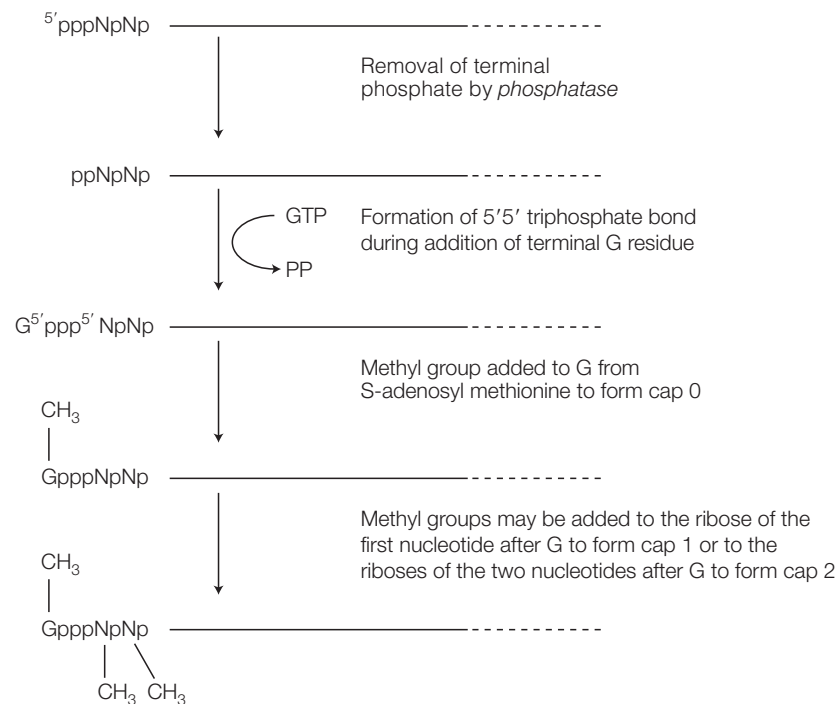 5′pppNpNp
Removal of terminal
phosphate by phosphatase
ppNpNp
GTP
PP
Formation of 5′5′ triphosphate bond
during addition of terminal G residue
G5′ppp5′ NpNp
Methyl group added to G from
S-adenosyl methionine to form cap 0
CH3
GpppNpNp
Methyl groups may be added to the ribose of the
first nucleotide after G to form cap 1 or to the
riboses of the two nucleotides after G to form cap 2
CH3
GpppNpNp
CH3 CH3